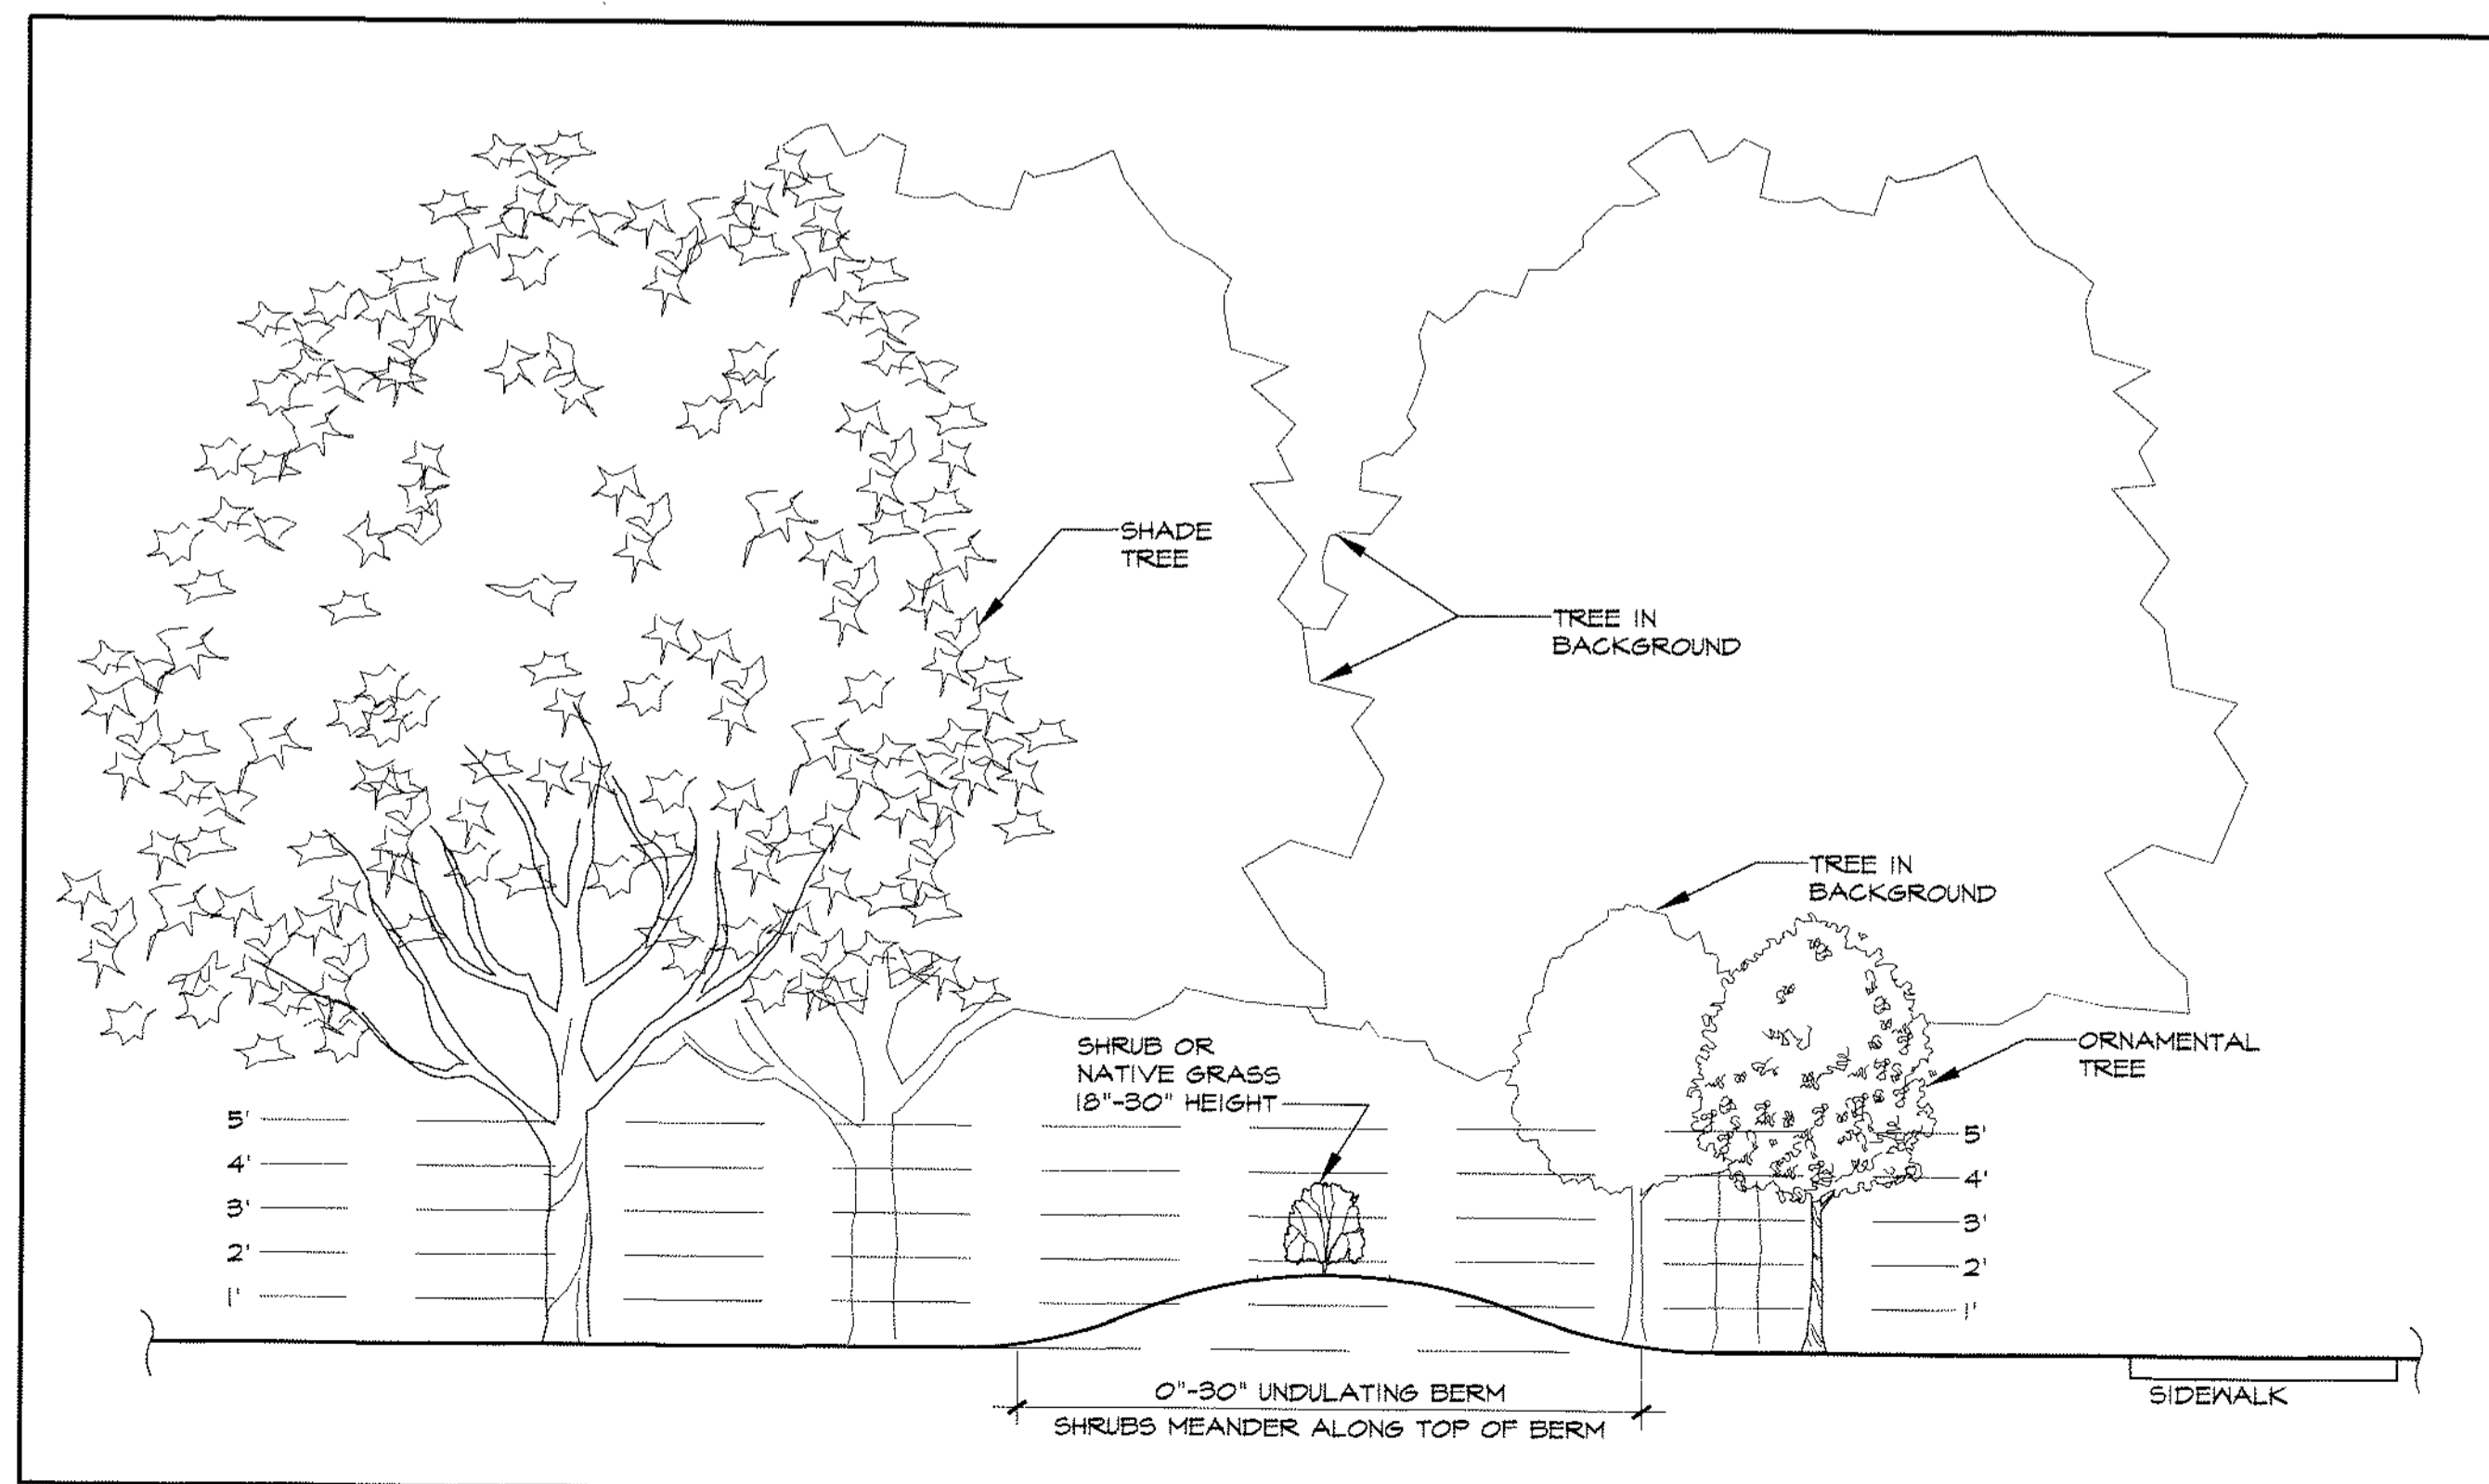 SHADE
TREE
TREE IN
BACKGROUND
TREE IN
BACKGROUND
ORNAMENTAL
TREE
SHRUB OR
NATIVE GRASS
18"-30" HEIGHT
5'
4'
3'
2'
1'
5'
4'
3'
2'
1'
0"-30" UNDULATING BERM
SHRUBS MEANDER ALONG TOP OF BERM
SIDEWALK